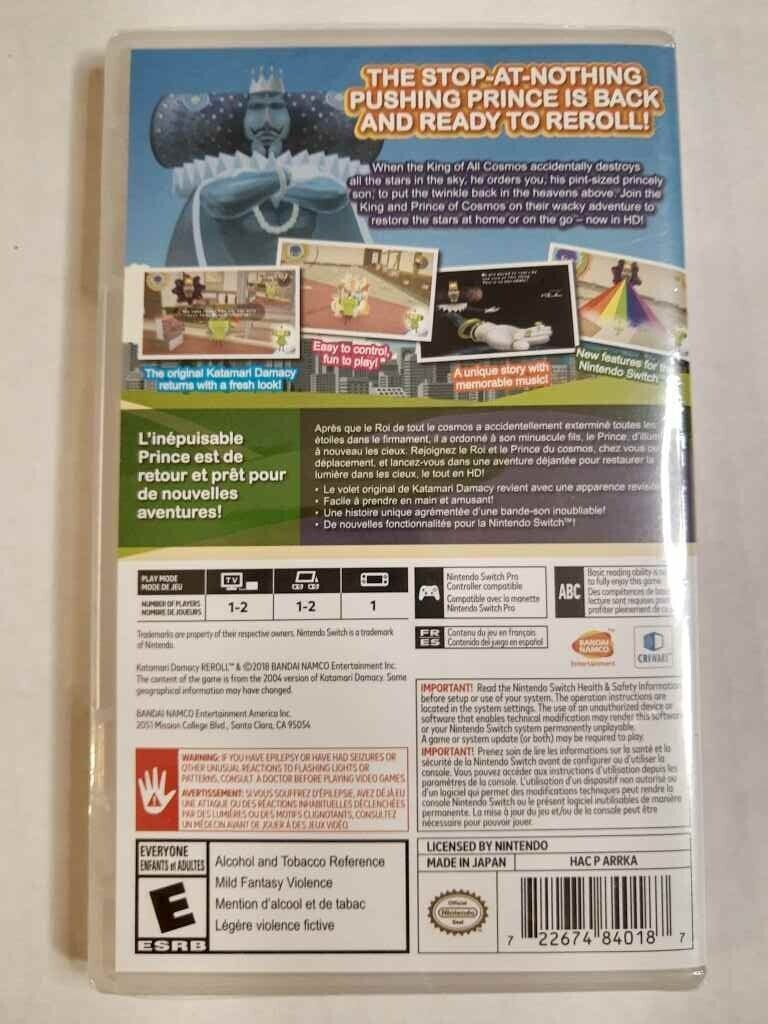 THE STOP-AT-NOTHING
PUSHING PRINCE IS BACK
AND READY TO REROLL!
When the King of All Cosmos accidentally destroys
all the stars in the sky, he orders you, his pint-sized princely
son, to put the twinkle back in the heavens above. Join the
King and Prince of Cosmos on their wacky adventure to
restore the stars at home or on the go – now in HD!
The original Katamari Damacy
returns with a fresh look!
Easy to control,
fun to play!
A unique story with
memorable music!
New features for
Nintendo Switch
L'inépuisable
Prince est de
retour et prêt pour
de nouvelles
aventures!
Après que le Roi de tout le cosmos a accidentellement exterminé toutes les
étoiles dans le firmament, il a ordonné à son minuscule fils, le Prince,
à nouveau les cieux. Rejoignez le Roi et le Prince du cosmos, chez vous ou
déplacement, et lancez-vous dans une aventure déjantée pour restaurer la
lumière dans les cieux, le tout en HD!
• Le volet original de Katamari Damacy revient avec une apparence
• Facile à prendre en main et amusant!
• Une histoire unique agrémentée d'une bande-son inoubliable!
• De nouvelles fonctionnalités pour la Nintendo Switch™!
PLAY MODE
MODE DE JEU
TV
NUMBER OF PLAYERS
NOMBRE DE JOUEURS
1-2
1-2
1
Nintendo Switch Pro
Controller compatible
Compatible avec la manette
Nintendo Switch Pro
ABC
Basic reading ability is
to fully enjoy this game
Des compétences de
lecture sont requises
profiter pleinement de
FR
ES
Contenu du jeu en français
Contenido del juego en español
BANDAI
NAMCO
Entertainment
CRIWARE
Trademarks are property of their respective owners. Nintendo Switch is a trademark
of Nintendo.
Katamari Damacy REROLL™ & ©2018 BANDAI NAMCO Entertainment Inc.
The content of the game is from the 2004 version of Katamari Damacy. Some
geographical information may have changed.
BANDAI NAMCO Entertainment America Inc.
2051 Mission College Blvd., Santa Clara, CA 95054
IMPORTANT! Read the Nintendo Switch Health & Safety Information
before setup or use of your system. The operation instructions are
located in the system settings. The use of an unauthorized device or
software that enables technical modification may render this software
or your Nintendo Switch system permanently unplayable.
A game or system update (or both) may be required to play.
IMPORTANT! Prenez soin de lire les informations sur la santé et la
sécurité de la Nintendo Switch avant de configurer ou d'utiliser la
console. Vous pouvez accéder aux instructions d'utilisation depuis les
paramètres de la console. L'utilisation d'un dispositif non autorisé ou
d'un logiciel qui permet des modifications techniques peut rendre la
console Nintendo Switch ou le présent logiciel inutilisables de manière
permanente. La mise à jour du jeu et/ou de la console peut être
nécessaire pour pouvoir jouer.
WARNING: IF YOU HAVE EPILEPSY OR HAVE HAD SEIZURES OR
OTHER UNUSUAL REACTIONS TO FLASHING LIGHTS OR
PATTERNS, CONSULT A DOCTOR BEFORE PLAYING VIDEO GAMES.
AVERTISSEMENT: SI VOUS SOUFFREZ D'ÉPILEPSIE, AVEZ DÉJÀ EU
UNE ATTAQUE OU DES RÉACTIONS INHABITUELLES DÉCLENCHÉES
PAR DES LUMIÈRES OU DES MOTIFS CLIGNOTANTS, CONSULTEZ
UN MÉDECIN AVANT DE JOUER À DES JEUX VIDÉO.
EVERYONE
ENFANTS et ADULTES
E
ESRB
Alcohol and Tobacco Reference
Mild Fantasy Violence
Mention d'alcool et de tabac
Légère violence fictive
LICENSED BY NINTENDO
MADE IN JAPAN
HAC P ARRKA
Official
Nintendo
Seal
7 22674 84018 7